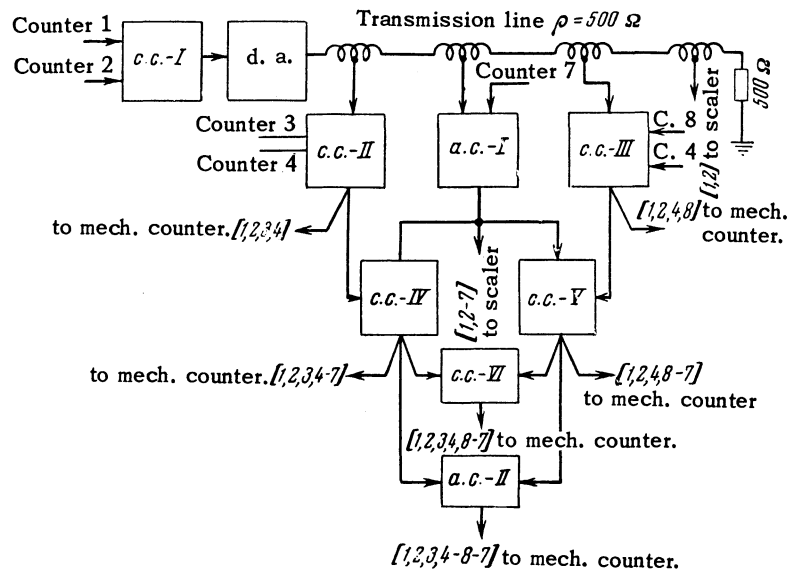 Transmission line ρ=500 Ω
Counter 1
Counter 2
c.c.-I
d. a.
500 Ω
Counter 7
Counter 3
Counter 4
c.c.-II
a.c.-I
c.c.-III
C. 8
C. 4
[1,2] to scaler
to mech. counter.[1,2,3,4]
[1,2,4,8] to mech.
counter.
c.c.-IV
[1,2-7]
to scaler
c.c.-V
to mech. counter.[1,2,3,4-7]
c.c.-VI
[1,2,4,8-7]
to mech. counter
[1,2,3,4,8-7] to mech. counter.
a.c.-II
[1,2,3,4-8-7] to mech. counter.